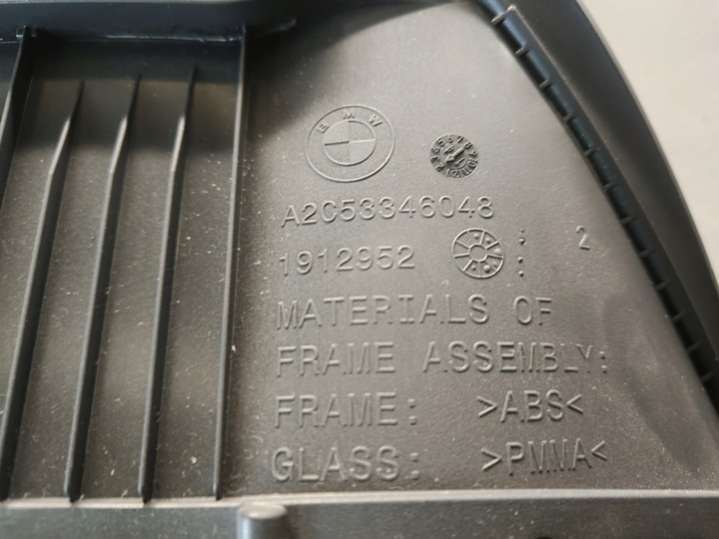 BMW
A2C53346048
1912952 : 2
MATERIALS OF
FRAME ASSEMBLY:
FRAME: >ABS<
GLASS: >PMMA<